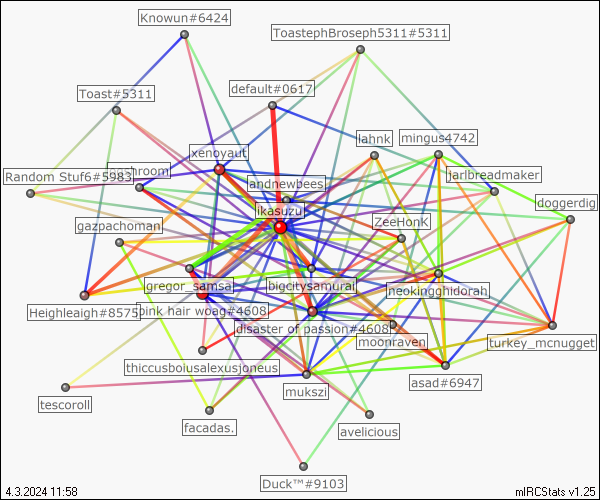 Knowun#6424
ToastephBroseph5311#5311
Toast#5311
default#0617
xenoyaut
lahnk
mingus4742
Random Stuf6#5983
hroom
andnewbees
jarlbreadmaker
ikasuzu
gazpachoman
ZeeHonk
doggerdig
gregor_samsa
bigcitysamurai
neokingghidorah
Heighleaigh#8575
pink hair woag#4608
disaster of passion#4608
moonraven
turkey_mcnugget
thiccusboiusalexusjoneus
mukszi
asad#6947
tescoroll
facadas.
avelicious
Duck™#9103
4.3.2024 11:58
mIRCStats v1.25